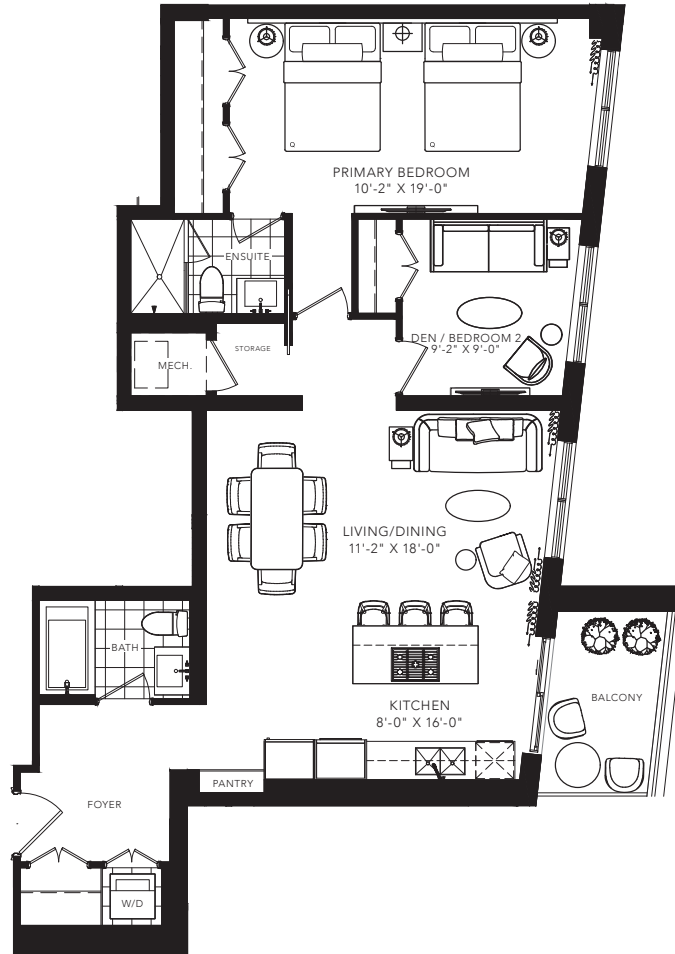 PRIMARY BEDROOM
10'-2" X 19'-0"
ENSUITE
STORAGE
MECH.
DEN / BEDROOM 2
9'-2" X 9'-0"
LIVING/DINING
11'-2" X 18'-0"
BATH
KITCHEN
8'-0" X 16'-0"
BALCONY
PANTRY
FOYER
W/D